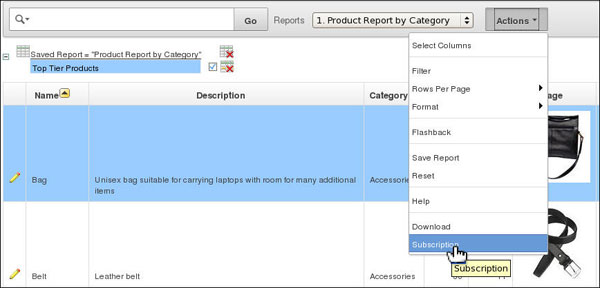 Go Reports 1. Product Report by Category Actions
Saved Report = "Product Report by Category"
Top Tier Products
Select Columns
Filter
Rows Per Page
Format
Flashback
Save Report
Reset
Help
Download
Subscription
Subscription
Name Description Category
Bag Unisex bag suitable for carrying laptops with room for many additional items Accessories
Belt Leather belt Accessories